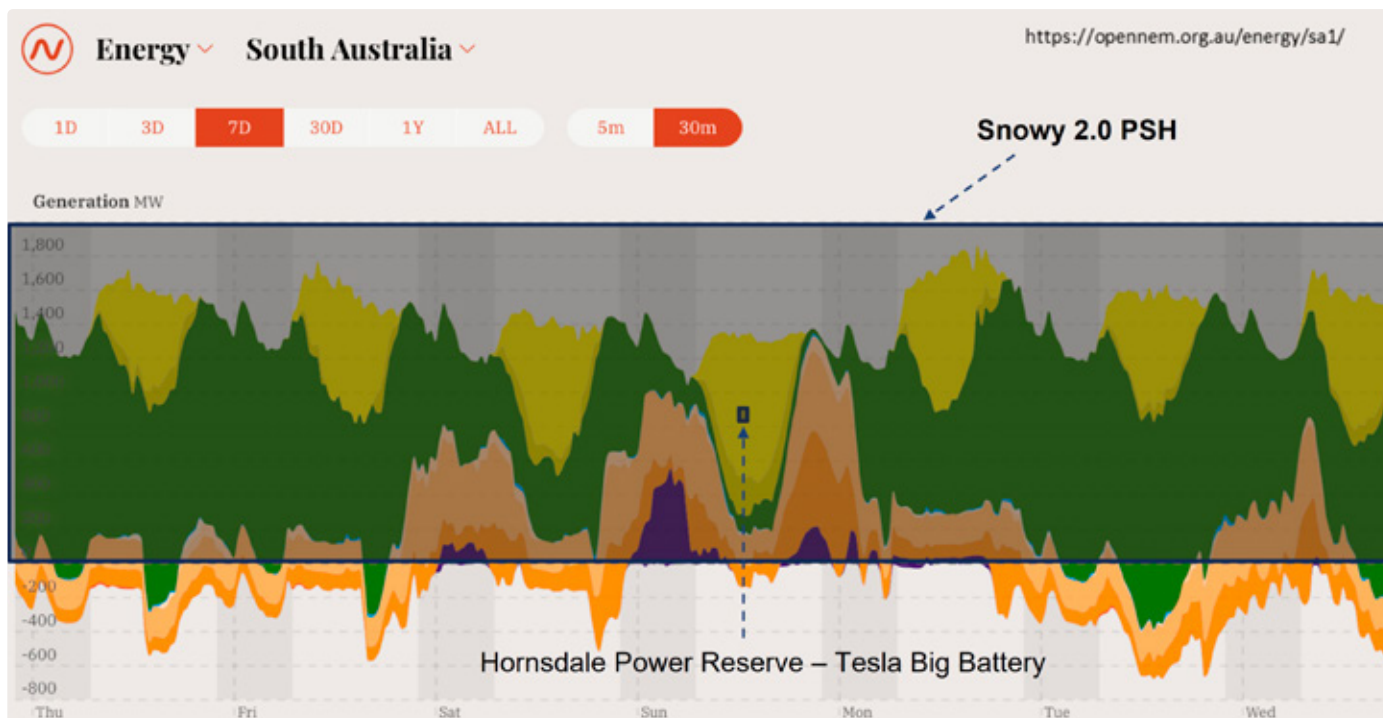 Energy South Australia
https://opennem.org.au/energy/sa1/
1D 3D 7D 30D 1Y ALL 5m 30m
Snowy 2.0 PSH
Generation MW
1,800
1,600
1,400
-200
-400
-600
Hornsdale Power Reserve – Tesla Big Battery
-800
Thu Fri Sat Sun Mon Tue Wed